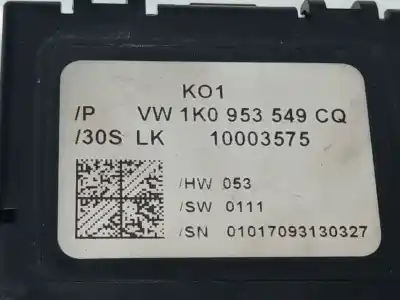 KO1
/P VW 1K0 953 549 CQ
/30S LK 10003575
/HW 053
/SW 0111
/SN 01017093130327